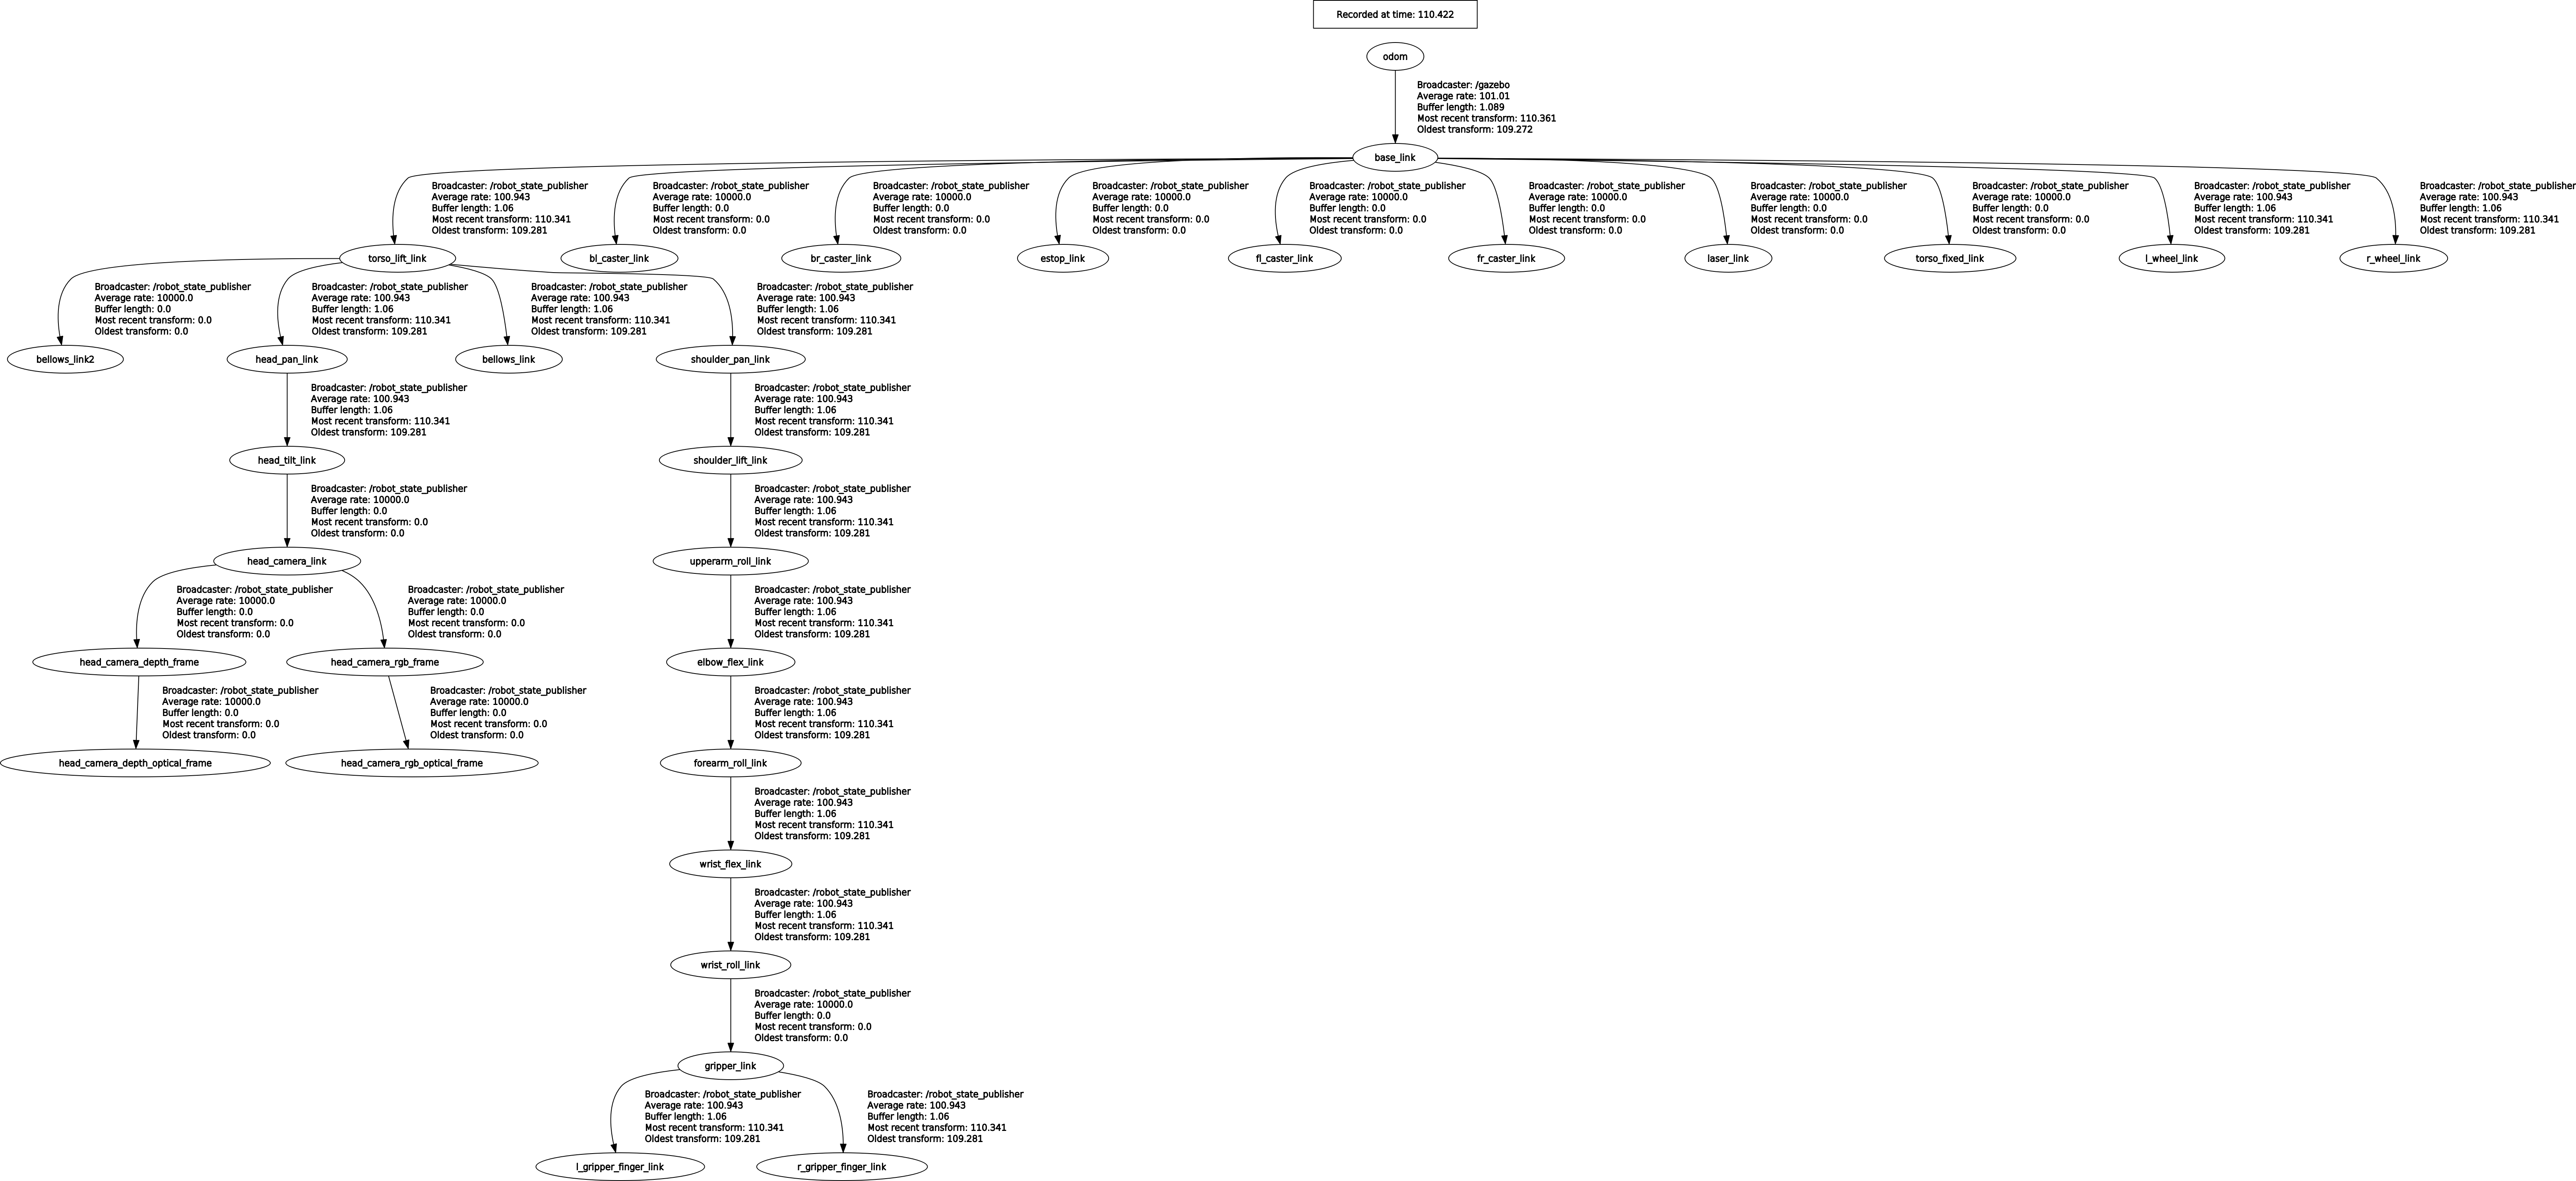 Recorded at time: 110.422
odom
Broadcaster: /gazebo
Average rate: 101.01
Buffer length: 1.089
Most recent transform: 110.361
Oldest transform: 109.272
base_link
Broadcaster: /robot_state_publisher
Average rate: 100.943
Buffer length: 1.06
Most recent transform: 110.341
Oldest transform: 109.281
Broadcaster: /robot_state_publisher
Average rate: 10000.0
Buffer length: 0.0
Most recent transform: 0.0
Oldest transform: 0.0
Broadcaster: /robot_state_publisher
Average rate: 10000.0
Buffer length: 0.0
Most recent transform: 0.0
Oldest transform: 0.0
Broadcaster: /robot_state_publisher
Average rate: 10000.0
Buffer length: 0.0
Most recent transform: 0.0
Oldest transform: 0.0
Broadcaster: /robot_state_publisher
Average rate: 10000.0
Buffer length: 0.0
Most recent transform: 0.0
Oldest transform: 0.0
Broadcaster: /robot_state_publisher
Average rate: 10000.0
Buffer length: 0.0
Most recent transform: 0.0
Oldest transform: 0.0
Broadcaster: /robot_state_publisher
Average rate: 10000.0
Buffer length: 0.0
Most recent transform: 0.0
Oldest transform: 0.0
Broadcaster: /robot_state_publisher
Average rate: 10000.0
Buffer length: 0.0
Most recent transform: 0.0
Oldest transform: 0.0
Broadcaster: /robot_state_publisher
Average rate: 100.943
Buffer length: 1.06
Most recent transform: 110.341
Oldest transform: 109.281
Broadcaster: /robot_state_publisher
Average rate: 100.943
Buffer length: 1.06
Most recent transform: 110.341
Oldest transform: 109.281
torso_lift_link
bl_caster_link
br_caster_link
estop_link
fl_caster_link
fr_caster_link
laser_link
torso_fixed_link
l_wheel_link
r_wheel_link
Broadcaster: /robot_state_publisher
Average rate: 10000.0
Buffer length: 0.0
Most recent transform: 0.0
Oldest transform: 0.0
Broadcaster: /robot_state_publisher
Average rate: 100.943
Buffer length: 1.06
Most recent transform: 110.341
Oldest transform: 109.281
Broadcaster: /robot_state_publisher
Average rate: 100.943
Buffer length: 1.06
Most recent transform: 110.341
Oldest transform: 109.281
Broadcaster: /robot_state_publisher
Average rate: 100.943
Buffer length: 1.06
Most recent transform: 110.341
Oldest transform: 109.281
bellows_link2
head_pan_link
bellows_link
shoulder_pan_link
Broadcaster: /robot_state_publisher
Average rate: 100.943
Buffer length: 1.06
Most recent transform: 110.341
Oldest transform: 109.281
Broadcaster: /robot_state_publisher
Average rate: 100.943
Buffer length: 1.06
Most recent transform: 110.341
Oldest transform: 109.281
head_tilt_link
shoulder_lift_link
Broadcaster: /robot_state_publisher
Average rate: 10000.0
Buffer length: 0.0
Most recent transform: 0.0
Oldest transform: 0.0
Broadcaster: /robot_state_publisher
Average rate: 100.943
Buffer length: 1.06
Most recent transform: 110.341
Oldest transform: 109.281
head_camera_link
upperarm_roll_link
Broadcaster: /robot_state_publisher
Average rate: 10000.0
Buffer length: 0.0
Most recent transform: 0.0
Oldest transform: 0.0
Broadcaster: /robot_state_publisher
Average rate: 10000.0
Buffer length: 0.0
Most recent transform: 0.0
Oldest transform: 0.0
Broadcaster: /robot_state_publisher
Average rate: 100.943
Buffer length: 1.06
Most recent transform: 110.341
Oldest transform: 109.281
head_camera_depth_frame
head_camera_rgb_frame
elbow_flex_link
Broadcaster: /robot_state_publisher
Average rate: 10000.0
Buffer length: 0.0
Most recent transform: 0.0
Oldest transform: 0.0
Broadcaster: /robot_state_publisher
Average rate: 10000.0
Buffer length: 0.0
Most recent transform: 0.0
Oldest transform: 0.0
Broadcaster: /robot_state_publisher
Average rate: 100.943
Buffer length: 1.06
Most recent transform: 110.341
Oldest transform: 109.281
head_camera_depth_optical_frame
head_camera_rgb_optical_frame
forearm_roll_link
Broadcaster: /robot_state_publisher
Average rate: 100.943
Buffer length: 1.06
Most recent transform: 110.341
Oldest transform: 109.281
wrist_flex_link
Broadcaster: /robot_state_publisher
Average rate: 100.943
Buffer length: 1.06
Most recent transform: 110.341
Oldest transform: 109.281
wrist_roll_link
Broadcaster: /robot_state_publisher
Average rate: 10000.0
Buffer length: 0.0
Most recent transform: 0.0
Oldest transform: 0.0
gripper_link
Broadcaster: /robot_state_publisher
Average rate: 100.943
Buffer length: 1.06
Most recent transform: 110.341
Oldest transform: 109.281
Broadcaster: /robot_state_publisher
Average rate: 100.943
Buffer length: 1.06
Most recent transform: 110.341
Oldest transform: 109.281
l_gripper_finger_link
r_gripper_finger_link